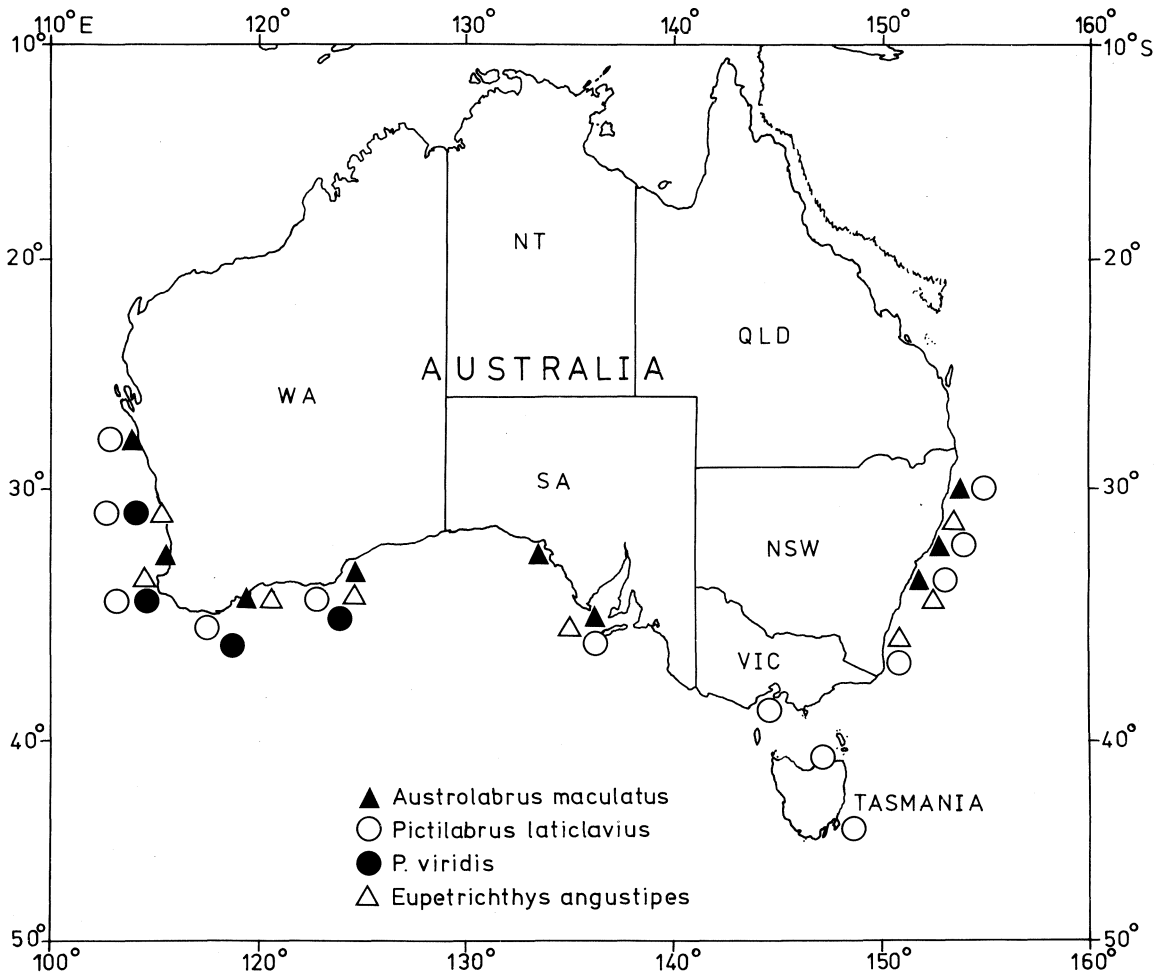 110°E 120° 130° 140° 150° 160°
10° 10°S
NT
20° 20°
QLD
AUSTRALIA
WA
SA
30° 30°
NSW
VIC
40° 40°
▲ Austrolabrus maculatus
TASMANIA
○ Pictilabrus laticlavius
● P. viridis
△ Eupetrichthys angustipes
50° 50°
100° 120° 130° 140° 150° 160°